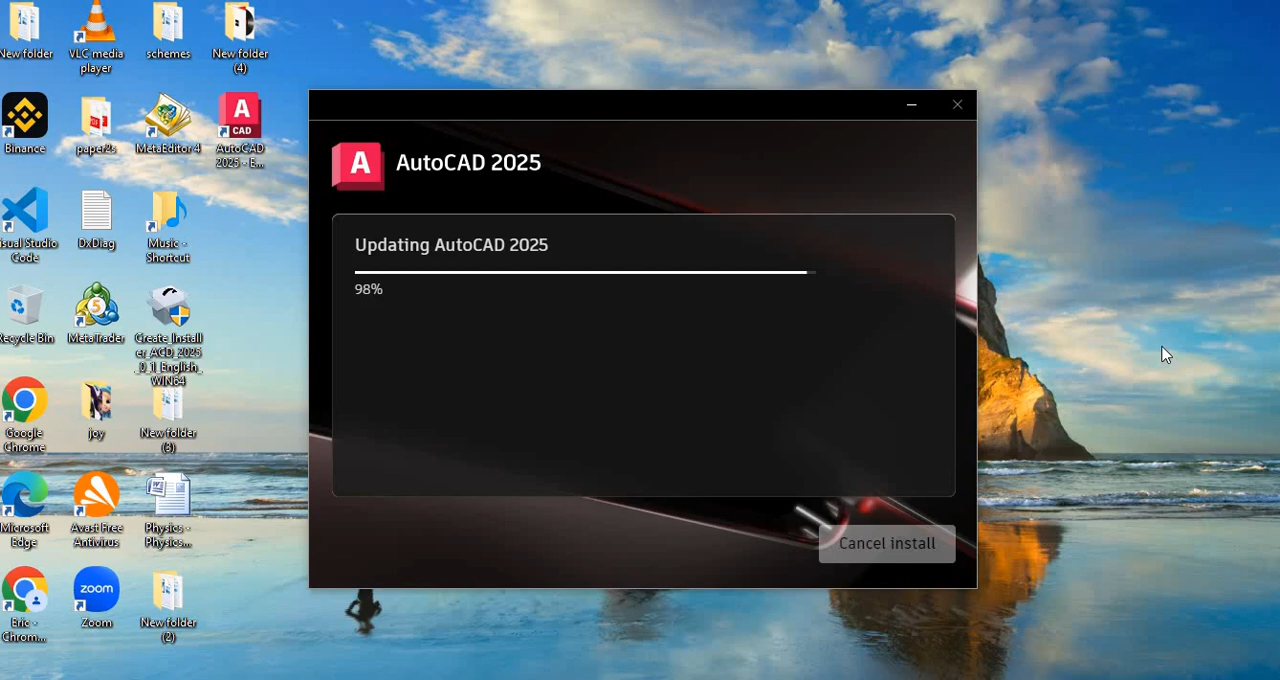 New folder
VLC media
player
schemes
New folder
(4)
Binance
paper2s
MetaEditor 4
A
CAD
AutoCAD
2025 - E...
isual Studio
Code
DxDiag
Music -
Shortcut
Recycle Bin
5
MetaTrader
Create_Install
er_ACD_2025
_0_1_English_
WIN64
Google
Chrome
joy
New folder
(3)
Microsoft
Edge
Avast Free
Antivirus
Physics -
Physics...
Eric -
Chrom...
zoom
Zoom
New folder
(2)
A
AutoCAD 2025
Updating AutoCAD 2025
98%
Cancel install